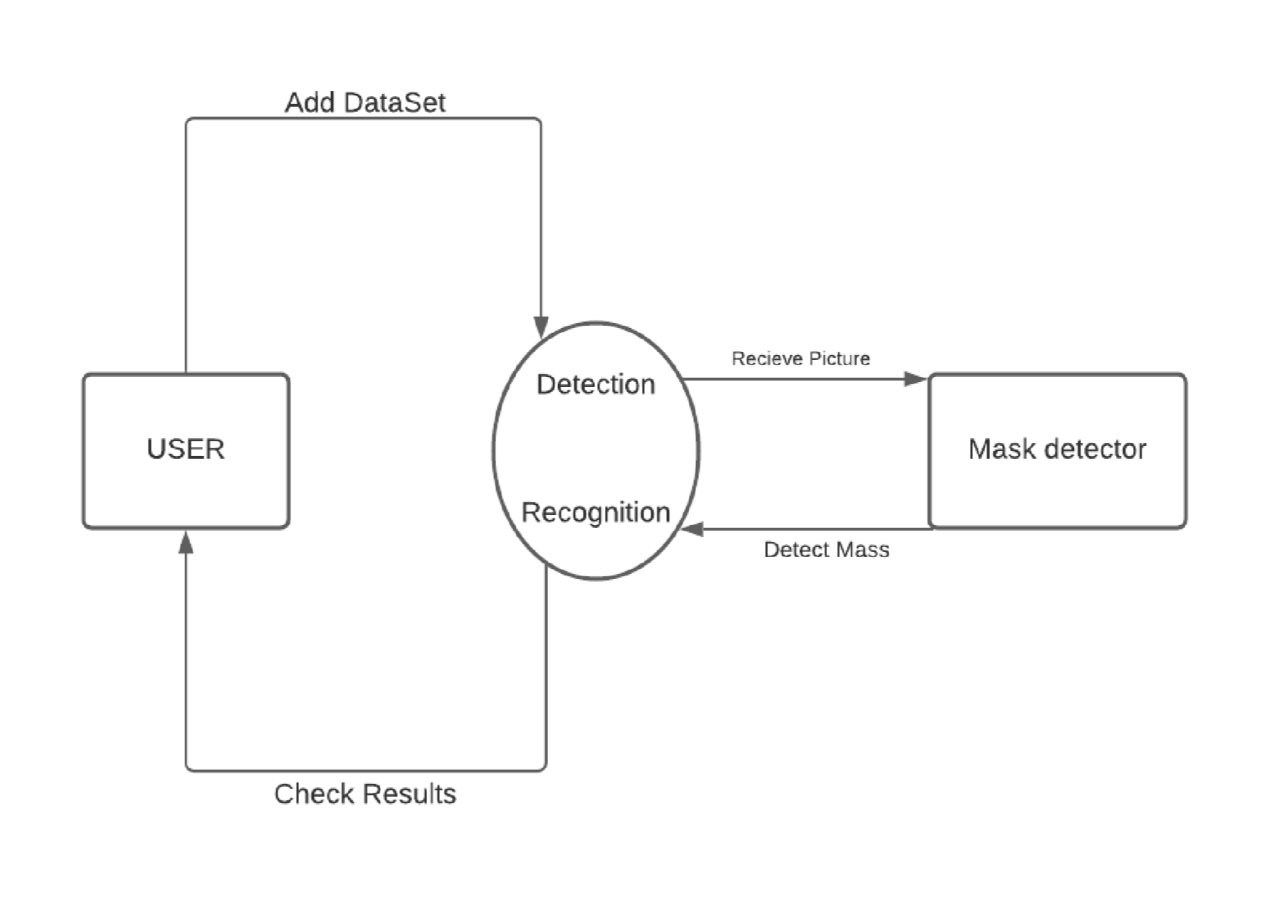 Add DataSet
Detection
Recieve Picture
USER
Mask detector
Recognition
Detect Mass
Check Results